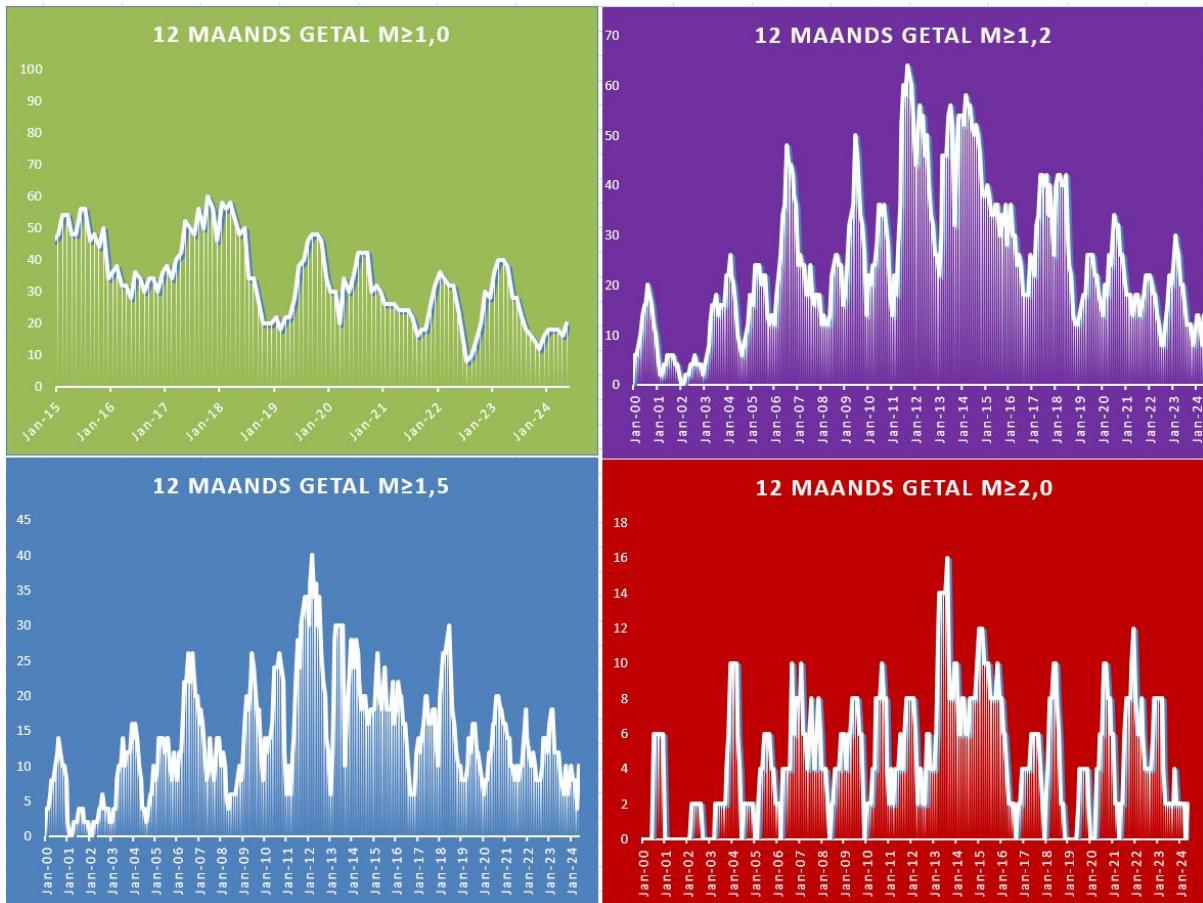 12 MAANDS GETAL M≥1,0
100
90
80
70
60
50
40
30
20
10
0
Jan-15
Jan-16
Jan-17
Jan-18
Jan-19
Jan-20
Jan-21
Jan-22
Jan-23
Jan-24
12 MAANDS GETAL M≥1,2
70
60
50
40
30
20
10
0
Jan-00
Jan-01
Jan-02
Jan-03
Jan-04
Jan-05
Jan-06
Jan-07
Jan-08
Jan-09
Jan-10
Jan-11
Jan-12
Jan-13
Jan-14
Jan-15
Jan-16
Jan-17
Jan-18
Jan-19
Jan-20
Jan-21
Jan-22
Jan-23
Jan-24
12 MAANDS GETAL M≥1,5
45
40
35
30
25
20
15
10
5
0
Jan-00
Jan-01
Jan-02
Jan-03
Jan-04
Jan-05
Jan-06
Jan-07
Jan-08
Jan-09
Jan-10
Jan-11
Jan-12
Jan-13
Jan-14
Jan-15
Jan-16
Jan-17
Jan-18
Jan-19
Jan-20
Jan-21
Jan-22
Jan-23
Jan-24
12 MAANDS GETAL M≥2,0
18
16
14
12
10
8
6
4
2
0
Jan-00
Jan-01
Jan-02
Jan-03
Jan-04
Jan-05
Jan-06
Jan-07
Jan-08
Jan-09
Jan-10
Jan-11
Jan-12
Jan-13
Jan-14
Jan-15
Jan-16
Jan-17
Jan-18
Jan-19
Jan-20
Jan-21
Jan-22
Jan-23
Jan-24